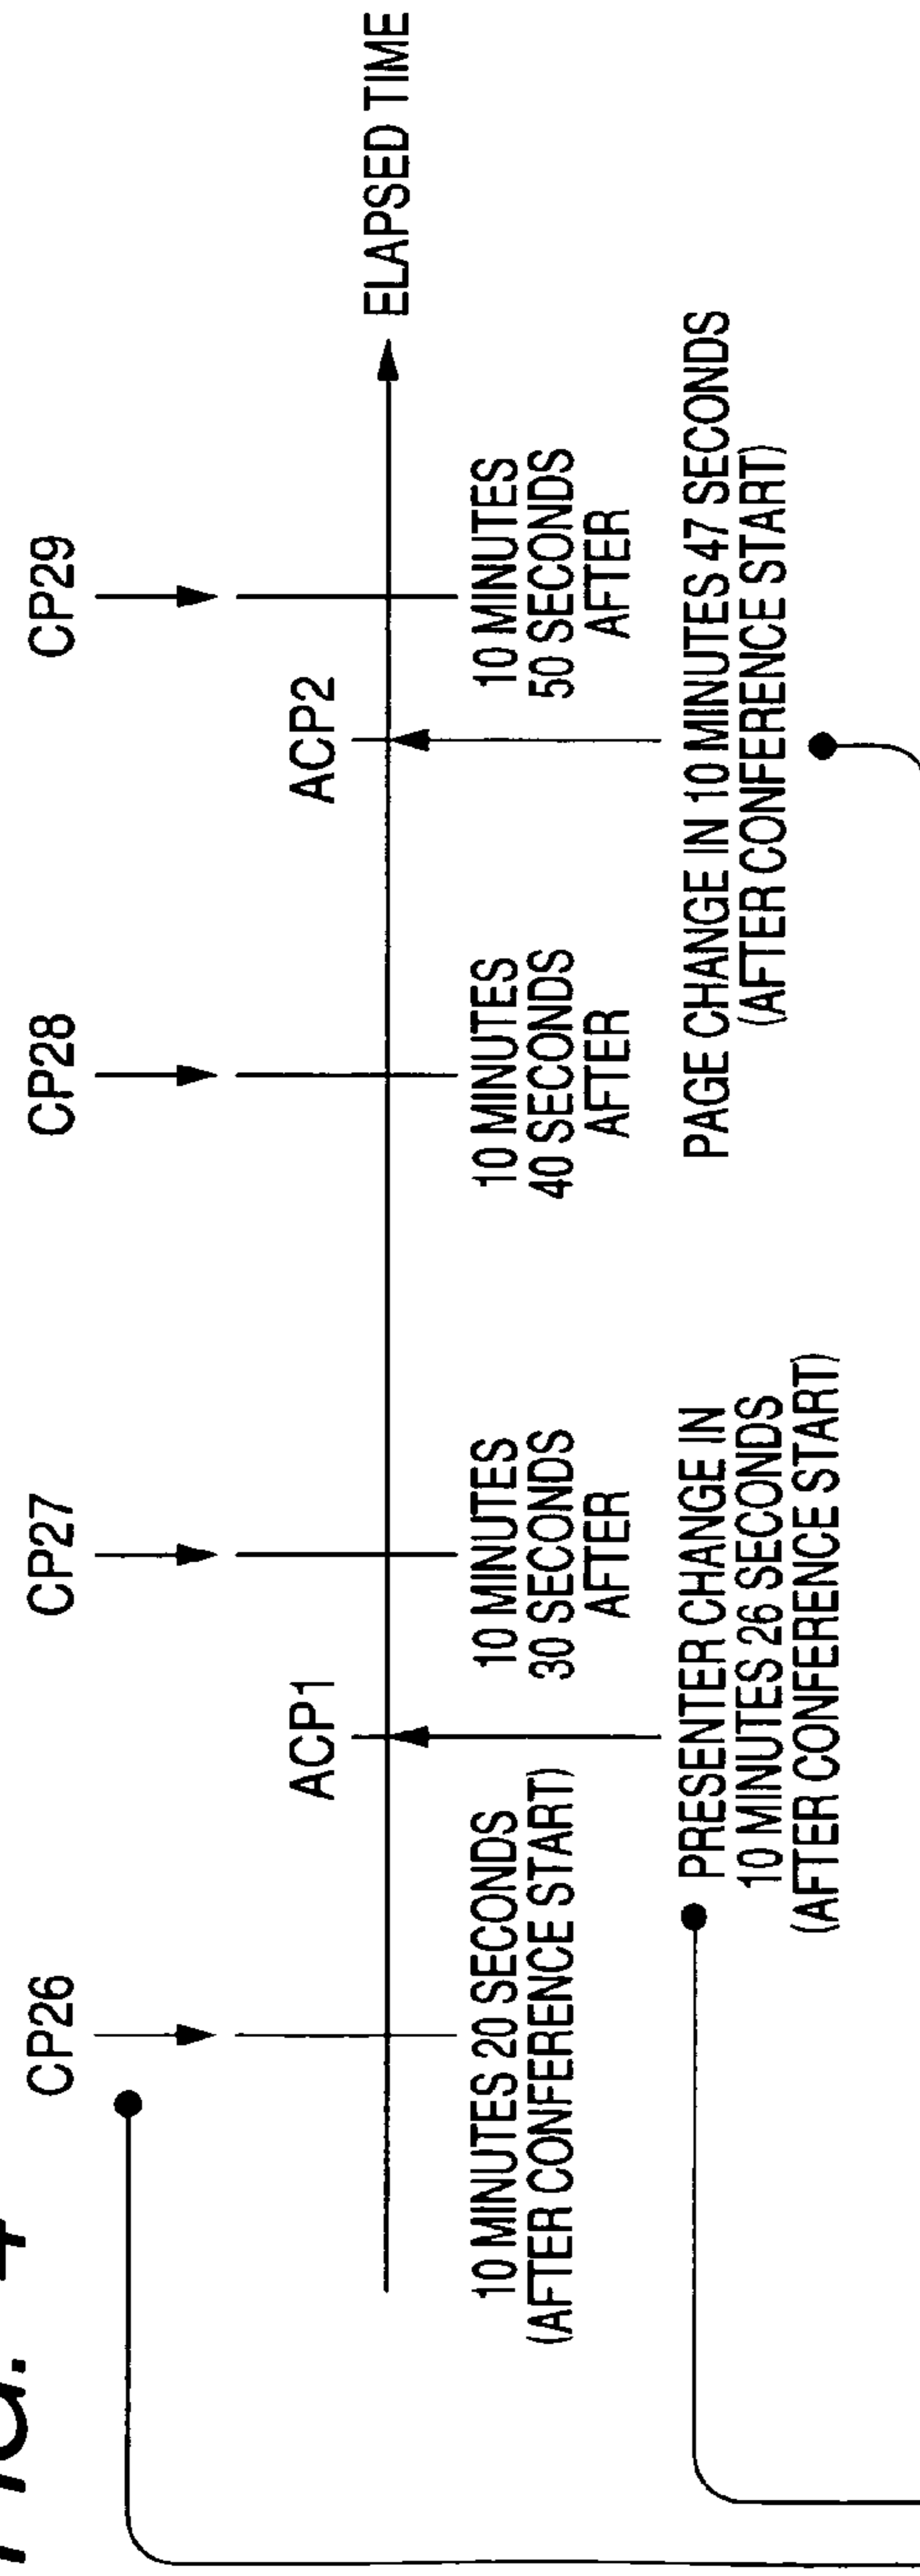 FIG. 4
CP26
CP27
CP28
CP29
ACP1
ACP2
ELAPSED TIME
10 MINUTES 20 SECONDS
(AFTER CONFERENCE START)
10 MINUTES
30 SECONDS
AFTER
10 MINUTES
40 SECONDS
AFTER
10 MINUTES
50 SECONDS
AFTER
PRESENTER CHANGE IN
10 MINUTES 26 SECONDS
(AFTER CONFERENCE START)
PAGE CHANGE IN 10 MINUTES 47 SECONDS
(AFTER CONFERENCE START)